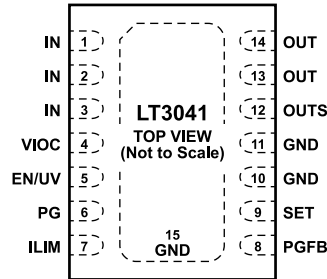 IN 1 14 OUT
IN 2 13 OUT
IN 3 LT3041 12 OUTS
TOP VIEW
VIOC 4 (Not to Scale) 11 GND
EN/UV 5 10 GND
PG 6 9 SET
15
ILIM 7 GND 8 PGFB